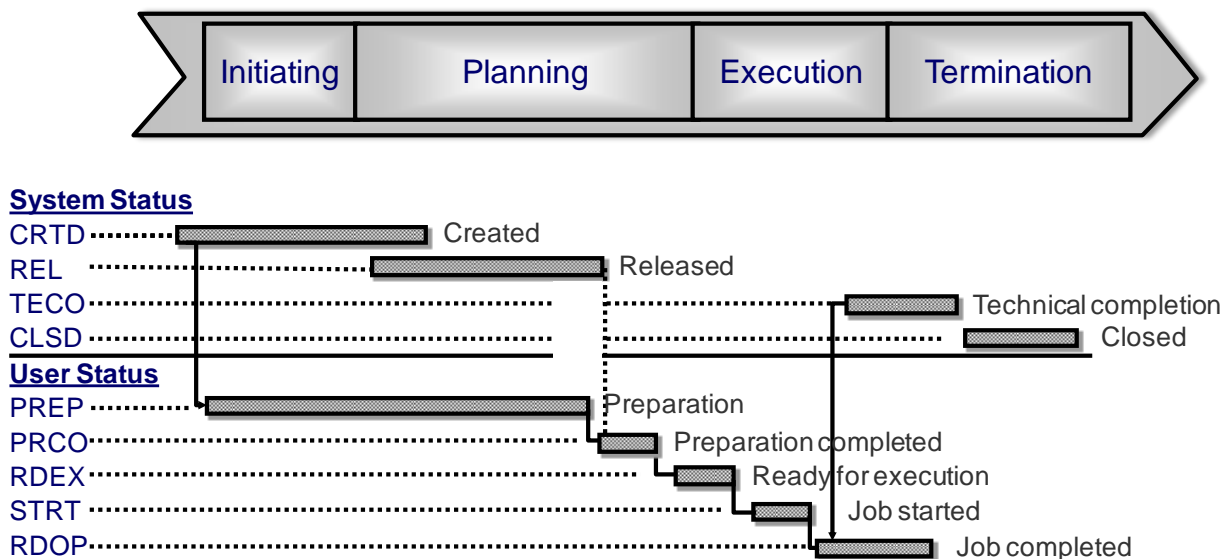 Initiating Planning Execution Termination
System Status
CRTD Created
REL Released
TECO Technical completion
CLSD Closed
User Status
PREP Preparation
PRCO Preparation completed
RDEX Ready for execution
STRT Job started
RDOP Job completed